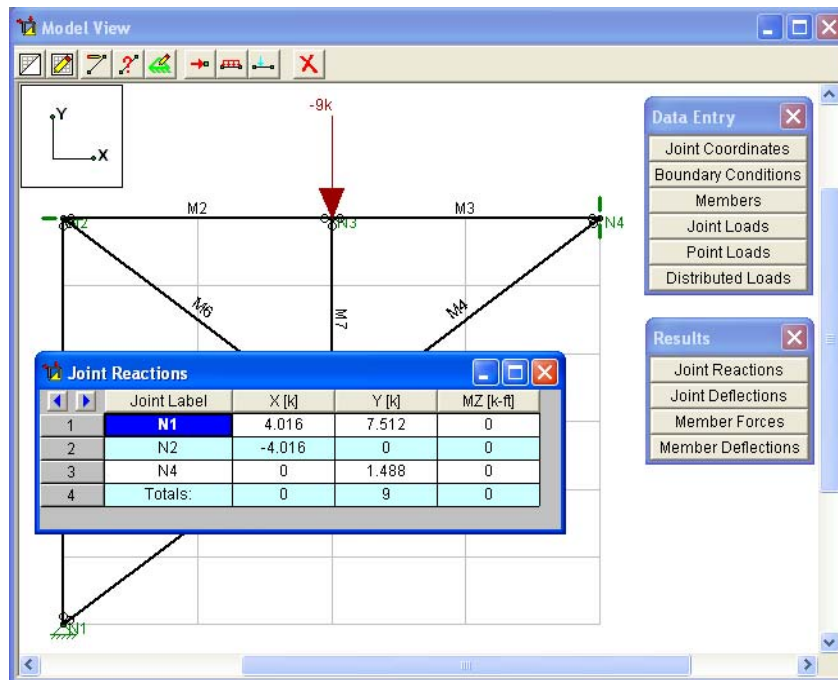 Model View
-9k
Y
X
M2
M3
N2
N3
N4
M6
M7
M4
N1
Data Entry
Joint Coordinates
Boundary Conditions
Members
Joint Loads
Point Loads
Distributed Loads
Results
Joint Reactions
Joint Deflections
Member Forces
Member Deflections
Joint Reactions
Joint Label X [k] Y [k] MZ [k-ft]
1 N1 4.016 7.512 0
2 N2 -4.016 0 0
3 N4 0 1.488 0
4 Totals: 0 9 0